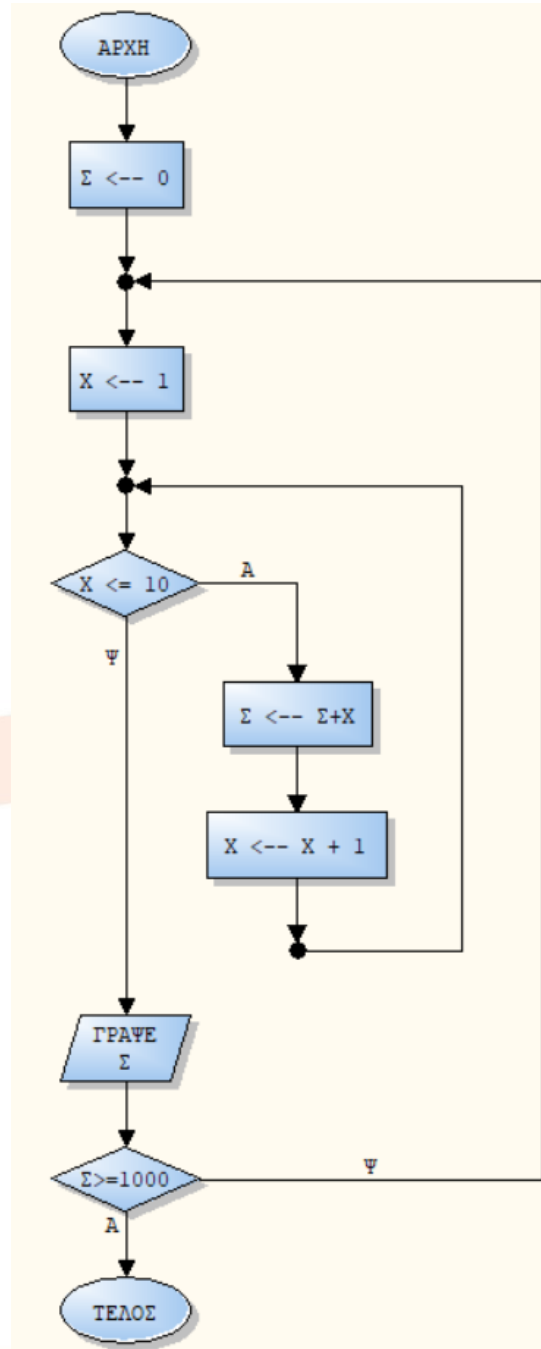 ΑΡΧΗ
Σ <-- 0
Χ <-- 1
Χ <= 10
Α
Ψ
Σ <-- Σ+Χ
Χ <-- Χ + 1
ΓΡΑΨΕ
Σ
Σ>=1000
Ψ
Α
ΤΕΛΟΣ